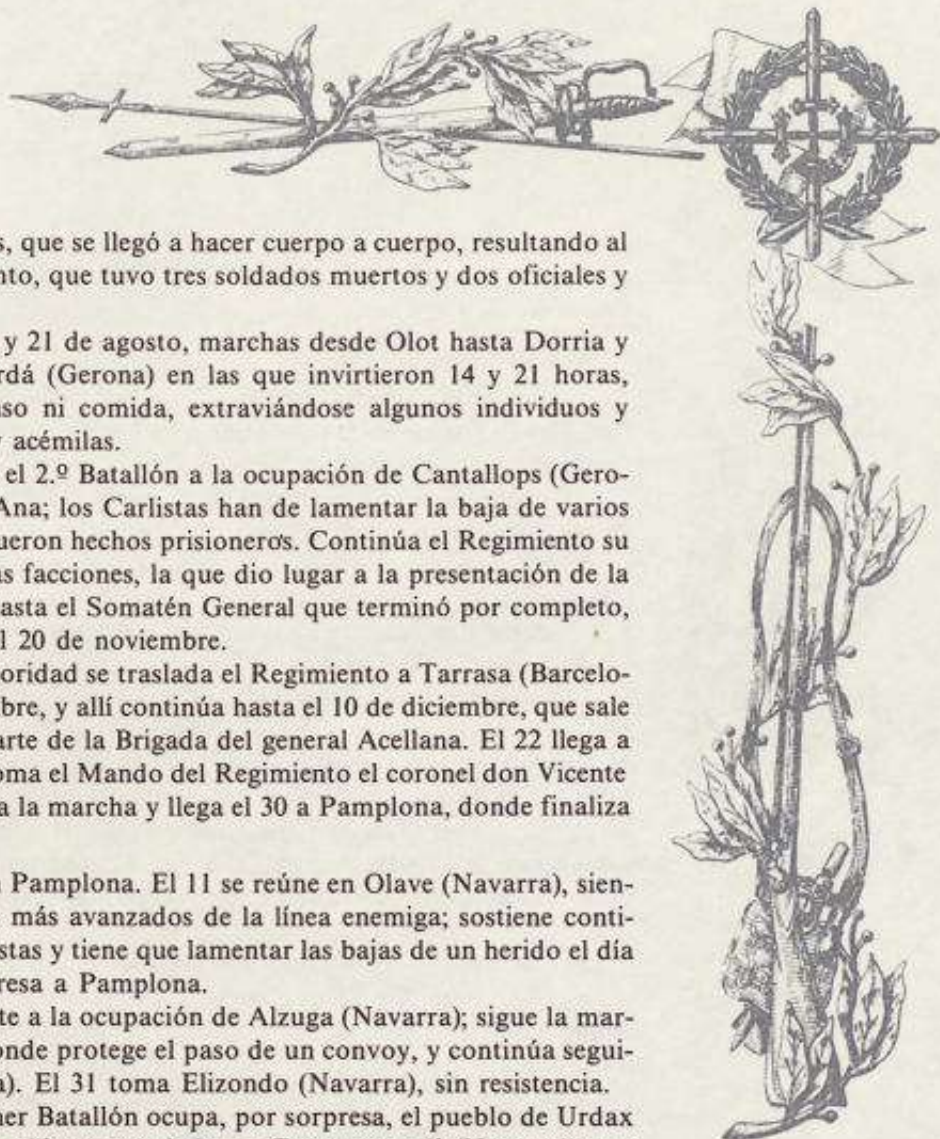 s, que se llegó a hacer cuerpo a cuerpo, resultando al
nto, que tuvo tres soldados muertos y dos oficiales y
y 21 de agosto, marchas desde Olot hasta Dorria y
rdá (Gerona) en las que invirtieron 14 y 21 horas,
so ni comida, extraviándose algunos individuos y
acémilas.
el 2.º Batallón a la ocupación de Cantallops (Gero-
Ana; los Carlistas han de lamentar la baja de varios
ueron hechos prisioneros. Continúa el Regimiento su
as facciones, la que dio lugar a la presentación de la
asta el Somatén General que terminó por completo,
l 20 de noviembre.
oridad se traslada el Regimiento a Tarrasa (Barcelo-
bre, y allí continúa hasta el 10 de diciembre, que sale
arte de la Brigada del general Acellana. El 22 llega a
oma el Mando del Regimiento el coronel don Vicente
a la marcha y llega el 30 a Pamplona, donde finaliza
Pamplona. El 11 se reúne en Olave (Navarra), sien-
más avanzados de la línea enemiga; sostiene conti-
stas y tiene que lamentar las bajas de un herido el día
resa a Pamplona.
te a la ocupación de Alzuga (Navarra); sigue la mar-
onde protege el paso de un convoy, y continúa segui-
a). El 31 toma Elizondo (Navarra), sin resistencia.
ner Batallón ocupa, por sorpresa, el pueblo de Urdax